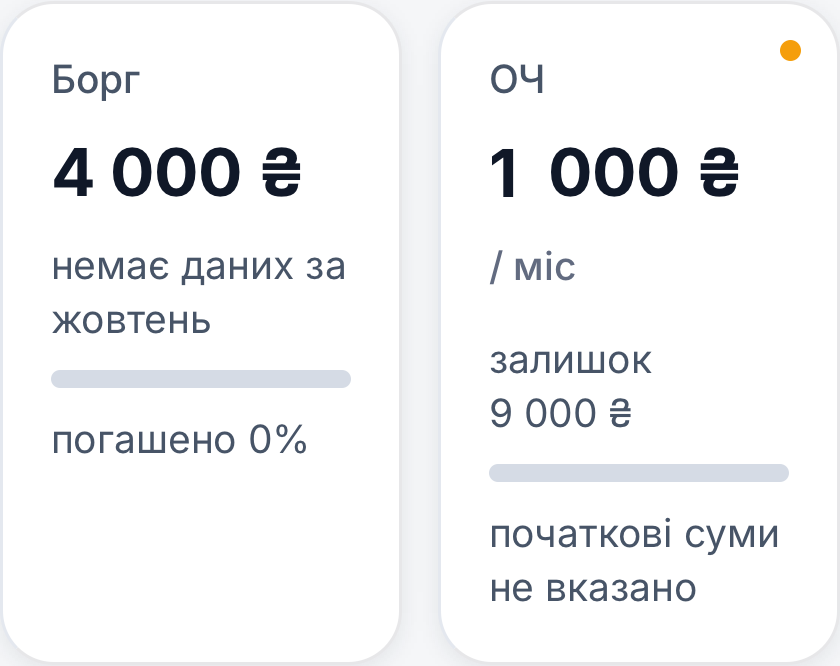 Борг
4 000 ₴
немає даних за
жовтень
погашено 0%
ОЧ
1 000 ₴
/ міс
залишок
9 000 ₴
початкові суми
не вказано